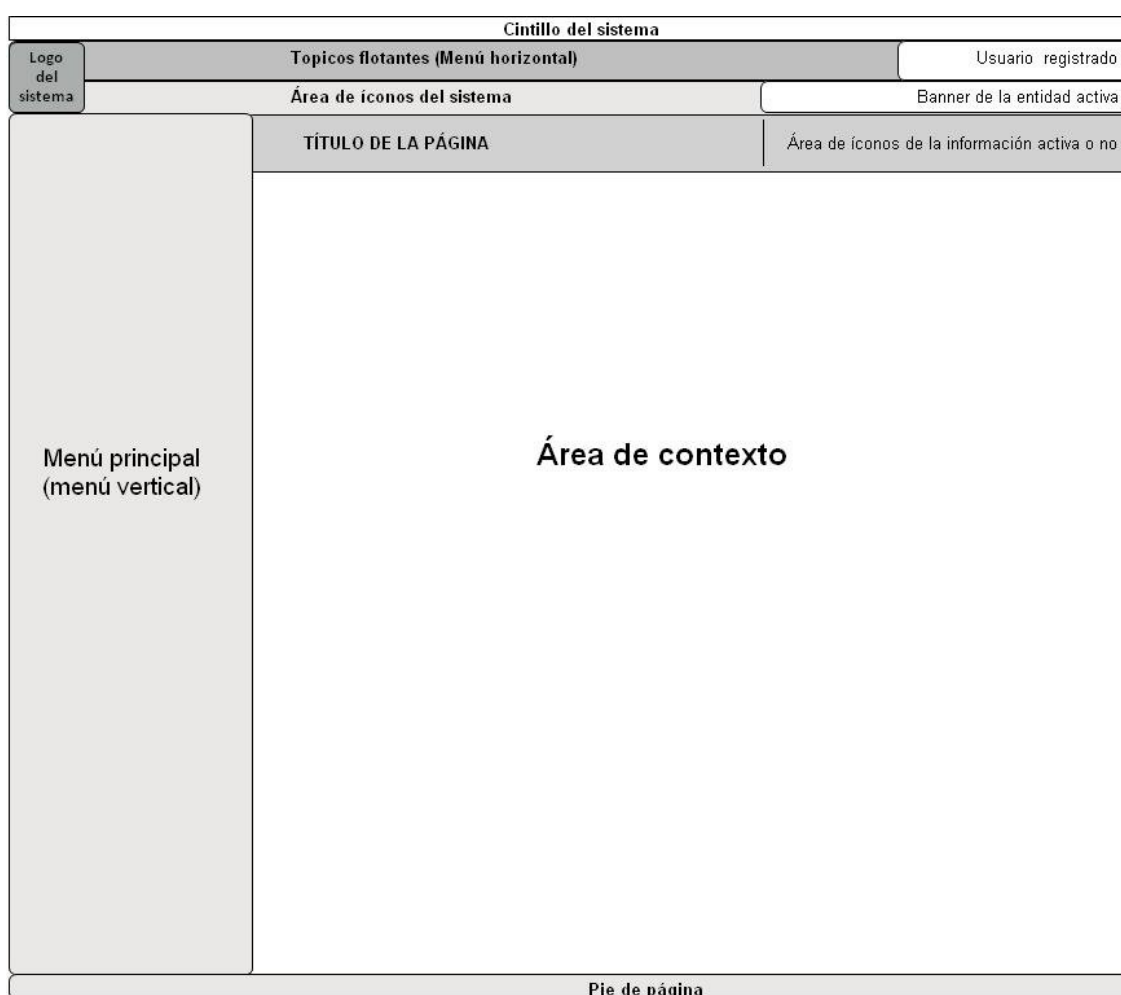 Cintillo del sistema
Logo
del
sistema
Topicos flotantes (Menú horizontal)
Usuario registrado
Área de íconos del sistema
Banner de la entidad activa
TÍTULO DE LA PÁGINA
Área de íconos de la información activa o no
Menú principal
(menú vertical)
Área de contexto
Pie de página